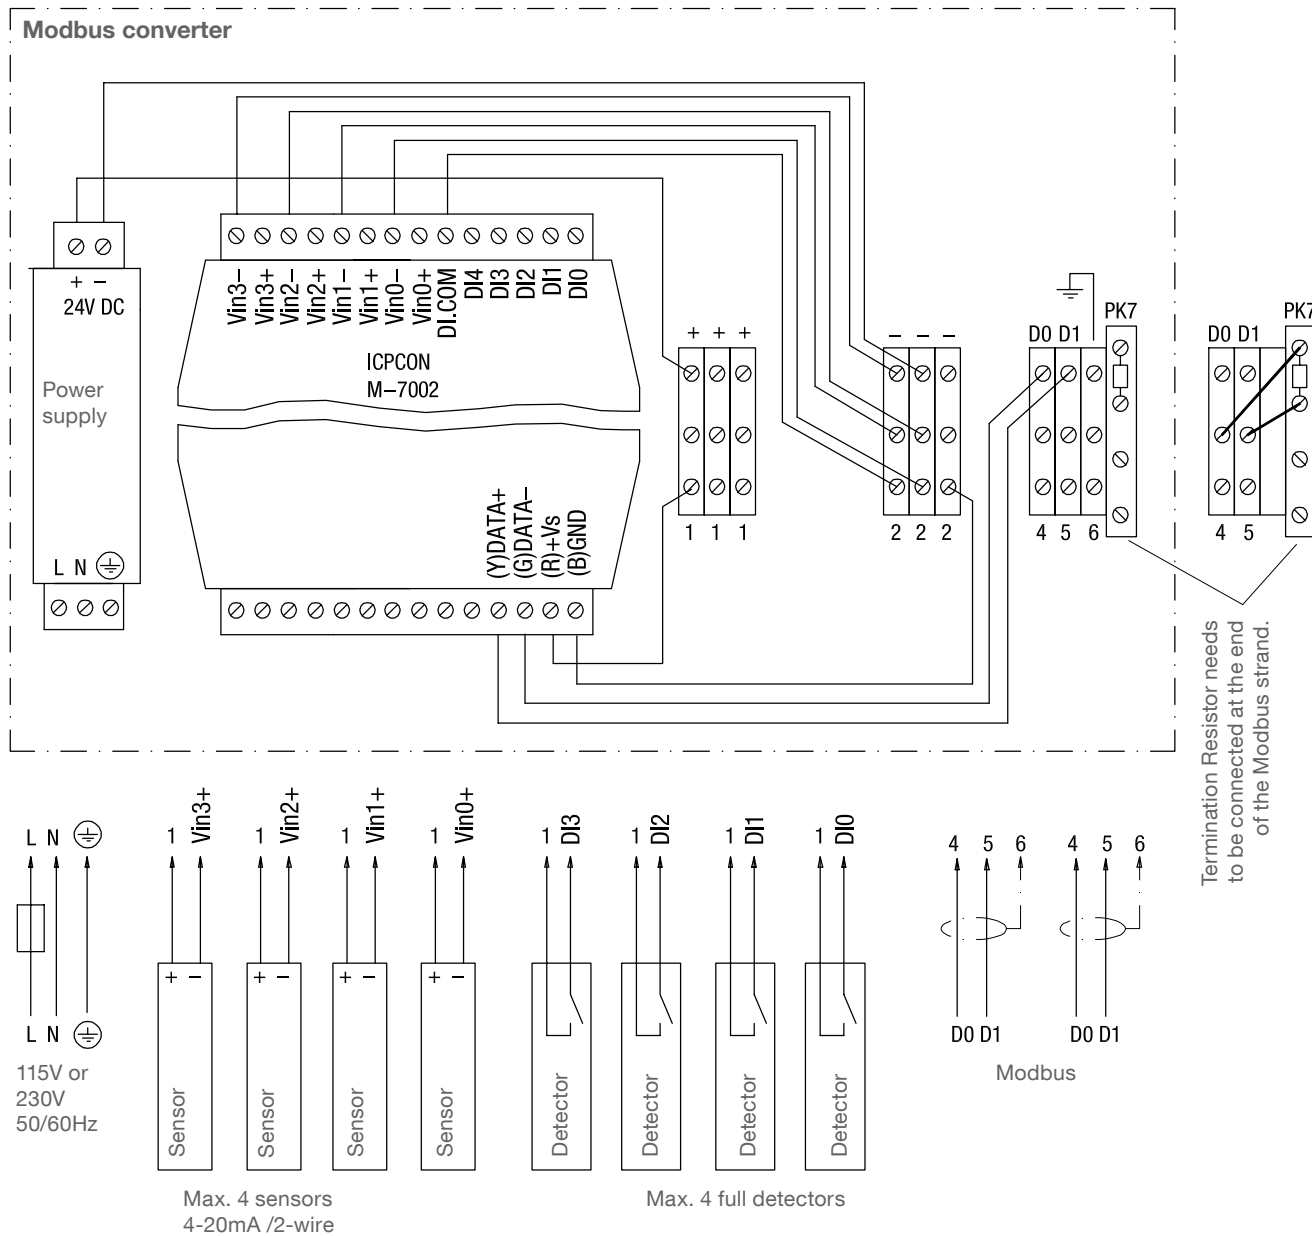 Modbus converter
+ −
24V DC
Power
supply
L N
Vin3−
Vin3+
Vin2−
Vin2+
Vin1−
Vin1+
Vin0−
Vin0+
DI.COM
DI4
DI3
DI2
DI1
DI0
ICPCON
M−7002
(Y)DATA+
(G)DATA−
(R)+Vs
(B)GND
+ + +
1 1 1
− − −
2 2 2
D0 D1
PK7
4 5 6
D0 D1
PK7
4 5
Termination Resistor needs
to be connected at the end
of the Modbus strand.
L N
L N
115V or
230V
50/60Hz
1 Vin3+
+ −
Sensor
1 Vin2+
+ −
Sensor
1 Vin1+
+ −
Sensor
1 Vin0+
+ −
Sensor
Max. 4 sensors
4-20mA /2-wire
1 DI3
Detector
1 DI2
Detector
1 DI1
Detector
1 DI0
Detector
Max. 4 full detectors
4 5 6
D0 D1
4 5 6
D0 D1
Modbus